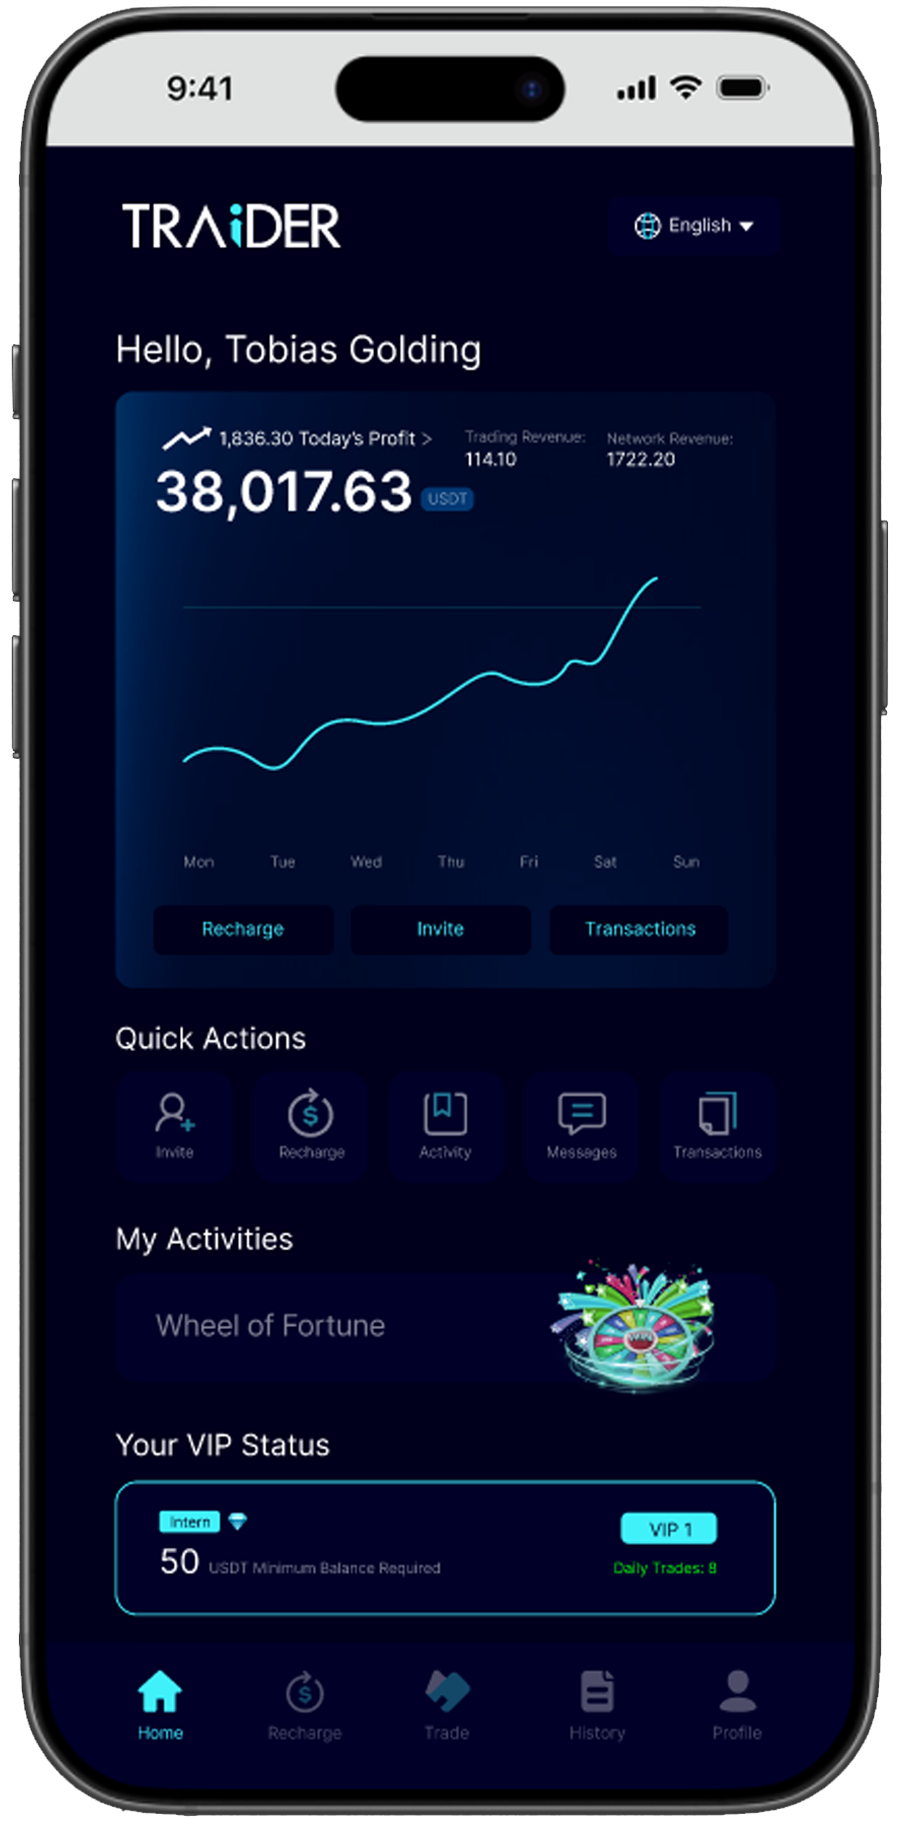 9:41
TRAiDER
English
Hello, Tobias Golding
1,836.30 Today's Profit >
Trading Revenue:
114.10
Network Revenue:
1722.20
38,017.63 USDT
Mon Tue Wed Thu Fri Sat Sun
Recharge Invite Transactions
Quick Actions
Invite Recharge Activity Messages Transactions
My Activities
Wheel of Fortune
Your VIP Status
Intern
VIP 1
50 USDT Minimum Balance Required
Daily Trades: 8
Home Recharge Trade History Profile